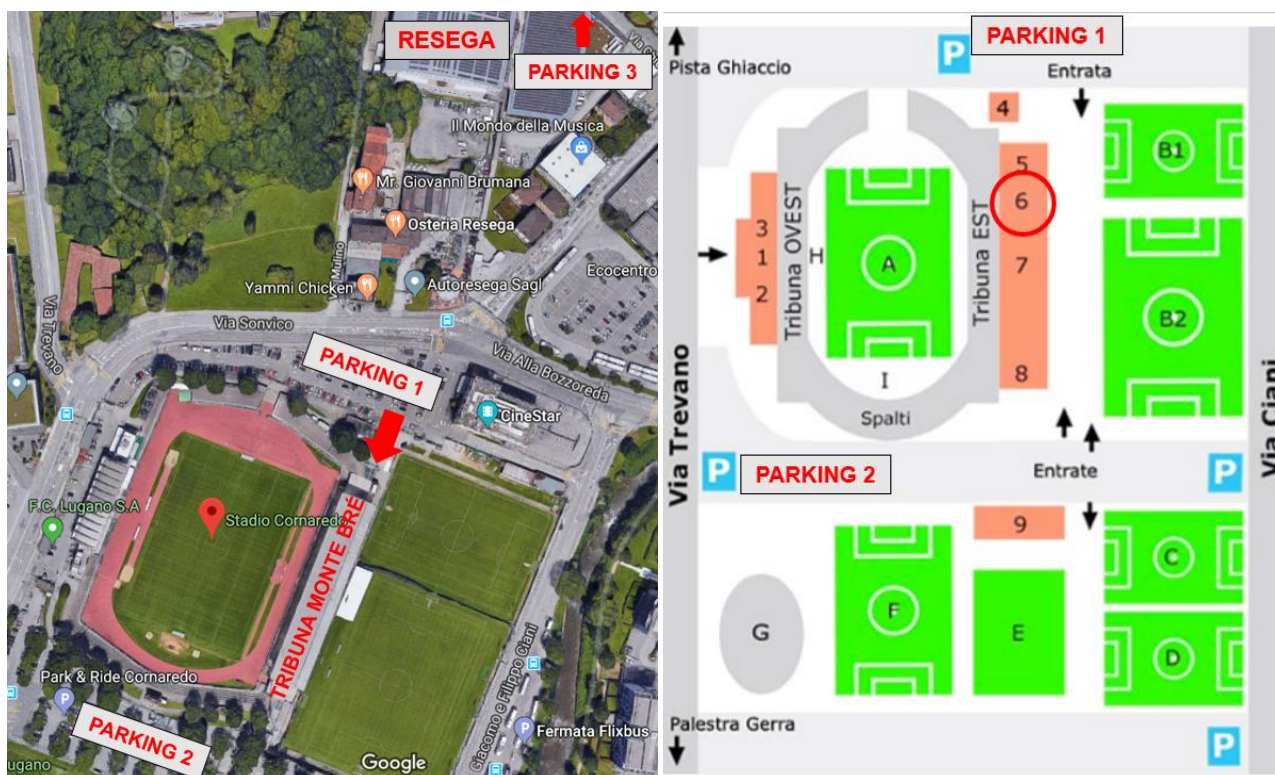 RESEGA
PARKING 3
Il Mondo della Musica
Mr. Giovanni Brumana
Osteria Resega
Ecocentro
Yammi Chicken
Autoresega Sagl
Via Sonvico
Via Trevano
Via Alla Bozzoreda
PARKING 1
CineStar
F.C. Lugano S.A
Stadio Cornaredo
TRIBUNA MONTE BRÉ
Park & Ride Cornaredo
PARKING 2
Giacomo e Filippo Ciani
Fermata Flixbus
Google
ugano
P
PARKING 1
Pista Ghiaccio
Entrata
4
5
B1
6
3
1
2
Tribuna OVEST
H
A
Tribuna EST
7
B2
8
I
Spalti
Via Trevano
Via Ciani
P
PARKING 2
Entrate
P
9
C
F
G
E
D
Palestra Gerra
P